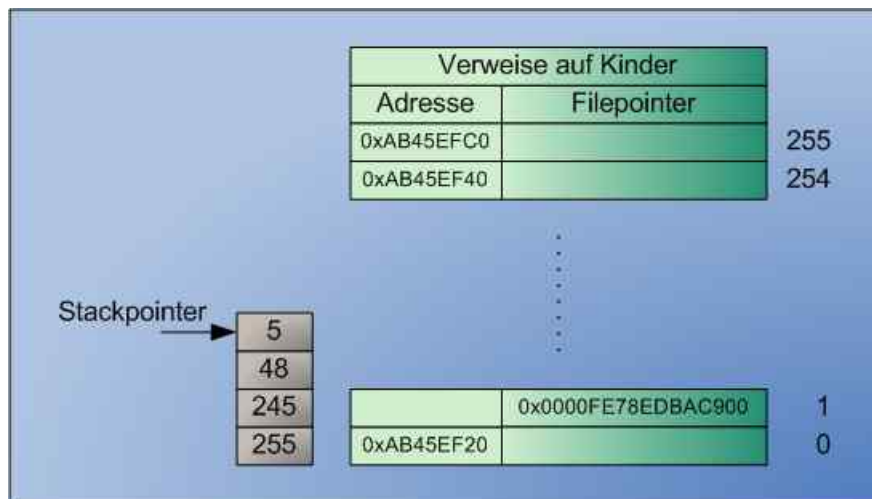 Verweise auf Kinder
Adresse Filepointer
0xAB45EFC0 255
0xAB45EF40 254
Stackpointer
5
48
245 0x0000FE78EDBAC900 1
255 0xAB45EF20 0